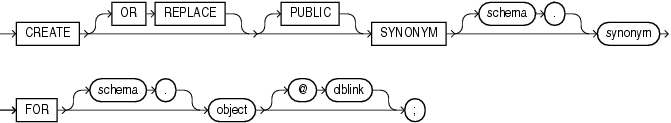 CREATE OR REPLACE PUBLIC SYNONYM schema . synonym
FOR schema . object @ dblink ;